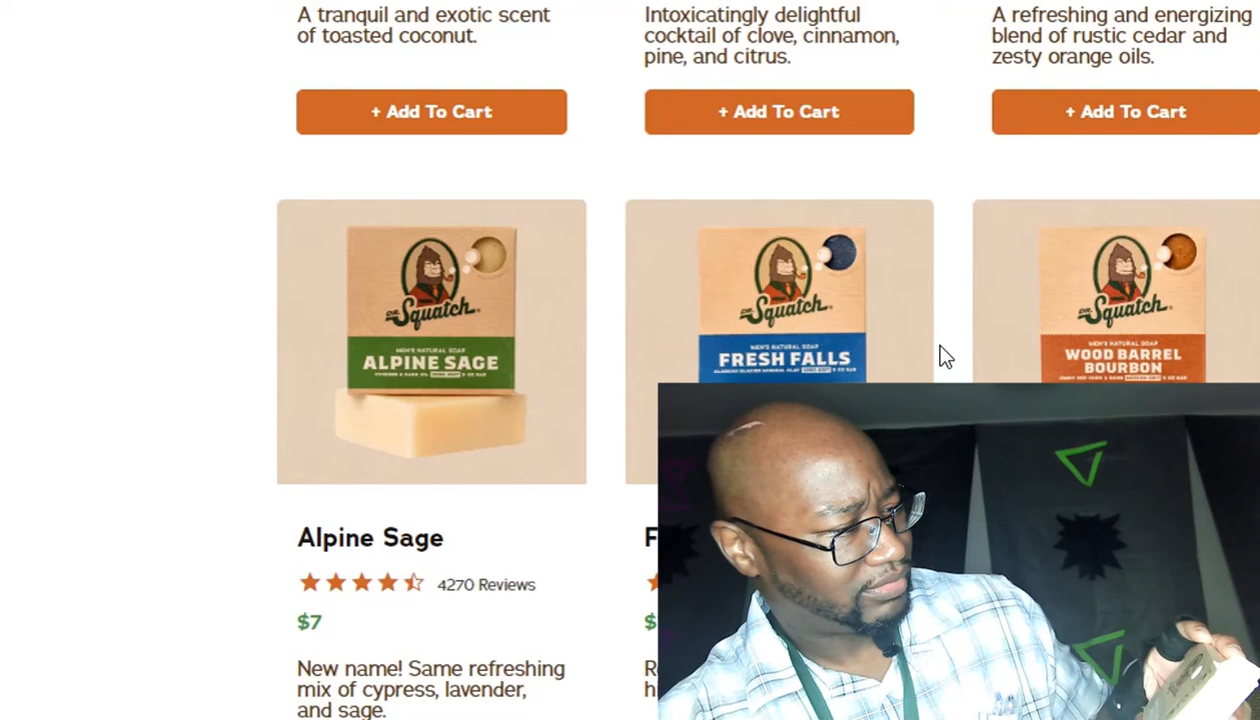 A tranquil and exotic scent
of toasted coconut.
Intoxicatingly delightful
cocktail of clove, cinnamon,
pine, and citrus.
A refreshing and energizing
blend of rustic cedar and
zesty orange oils.
+ Add To Cart
+ Add To Cart
+ Add To Cart
DR.
Squatch
MEN'S NATURAL SOAP
ALPINE SAGE
DR.
Squatch
MEN'S NATURAL SOAP
FRESH FALLS
DR.
Squatch
MEN'S NATURAL SOAP
WOOD BARREL
BOURBON
Alpine Sage
4270 Reviews
$7
New name! Same refreshing
mix of cypress, lavender,
and sage.
F
$